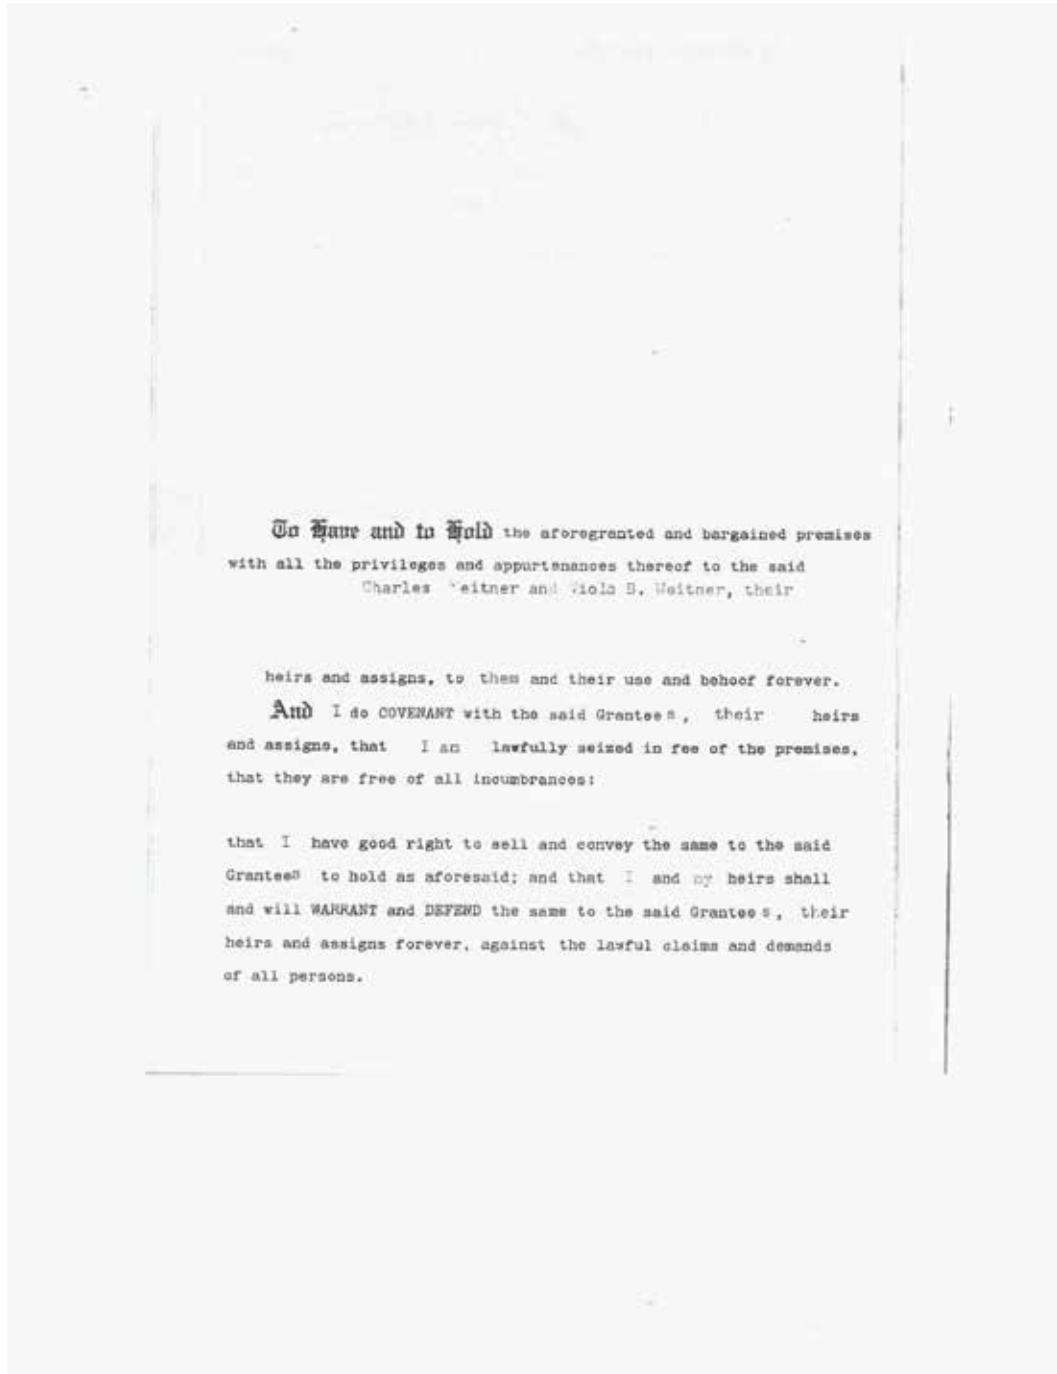 To Have and to Hold the aforegranted and bargained premises
with all the privileges and appurtenances thereof to the said
Charles Weitner and Viola B. Weitner, their
heirs and assigns, to them and their use and behoof forever.
And I do COVENANT with the said Grantees, their heirs
and assigns, that I am lawfully seized in fee of the premises,
that they are free of all incumbrances:
that I have good right to sell and convey the same to the said
Grantees to hold as aforesaid; and that I and my heirs shall
and will WARRANT and DEFEND the same to the said Grantees, their
heirs and assigns forever, against the lawful claims and demands
of all persons.